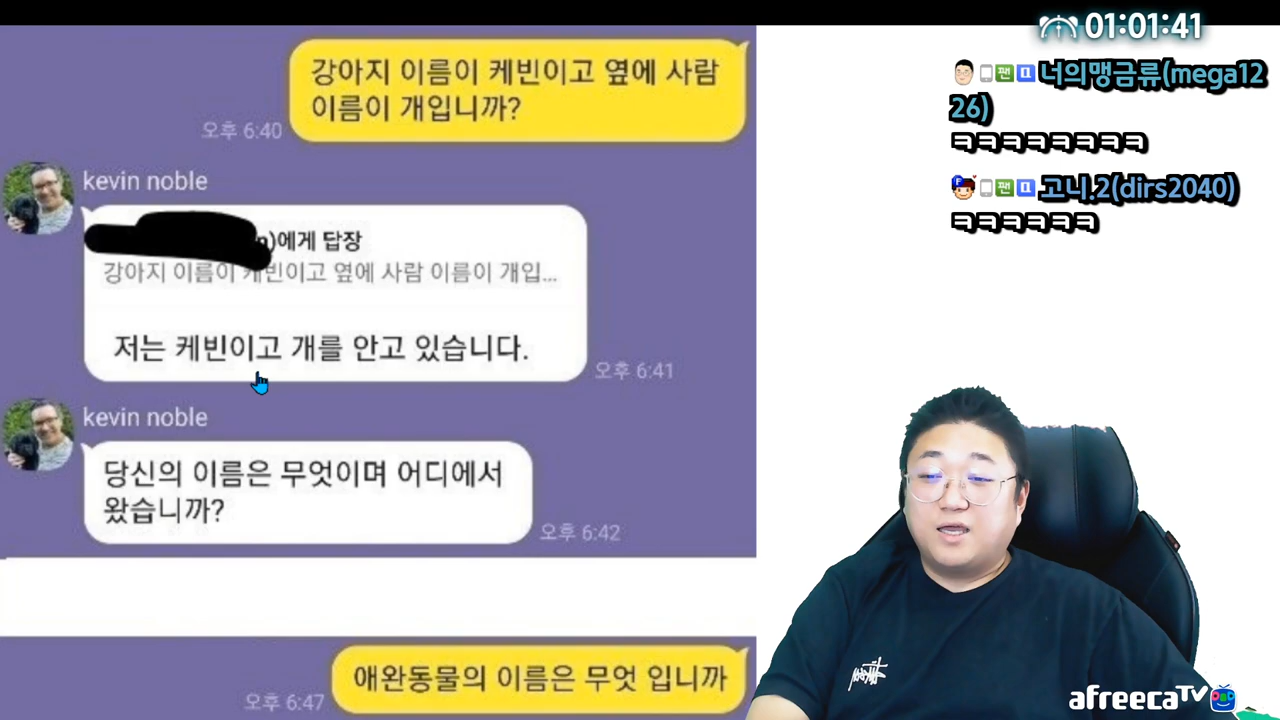 강아지 이름이 케빈이고 옆에 사람
이름이 개입니까?
오후 6:40
kevin noble
)에게 답장
강아지 이름이 케빈이고 옆에 사람 이름이 개입...
저는 케빈이고 개를 안고 있습니다.
오후 6:41
kevin noble
당신의 이름은 무엇이며 어디에서
왔습니까?
오후 6:42
애완동물의 이름은 무엇 입니까
오후 6:47
01:01:41
팬 너의맹금류(mega12
26)
ㅋㅋㅋㅋㅋㅋㅋㅋ
팬 고니.2(dirs2040)
ㅋㅋㅋㅋㅋㅋ
afreecaTV